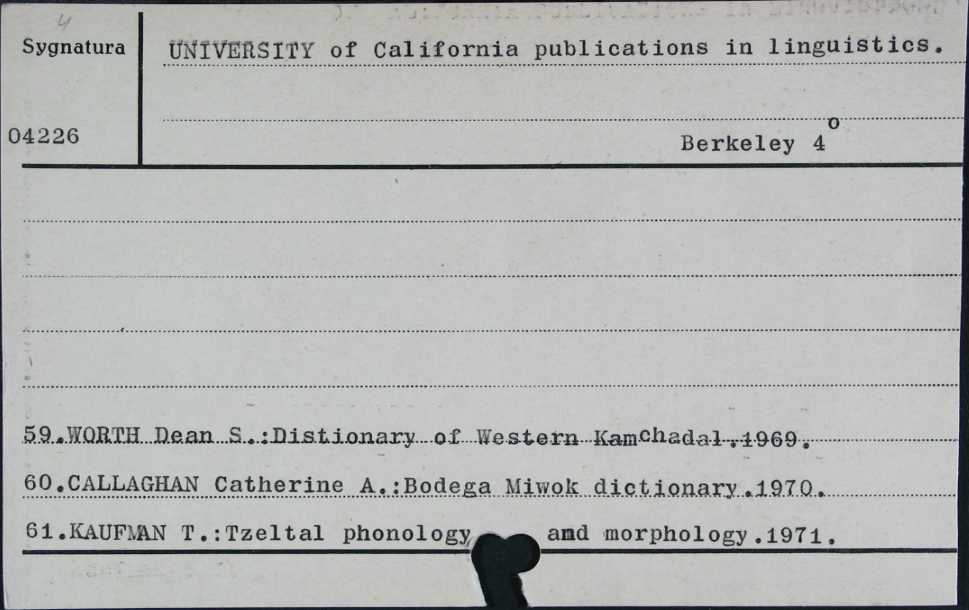 4
Sygnatura
UNIVERSITY of California publications in linguistics.
04226
Berkeley 4o
59.WORTH Dean S.:Distionary of Western Kamchadal.1969.
60.CALLAGHAN Catherine A.:Bodega Miwok dictionary.1970.
61.KAUFMAN T.:Tzeltal phonology and morphology.1971.